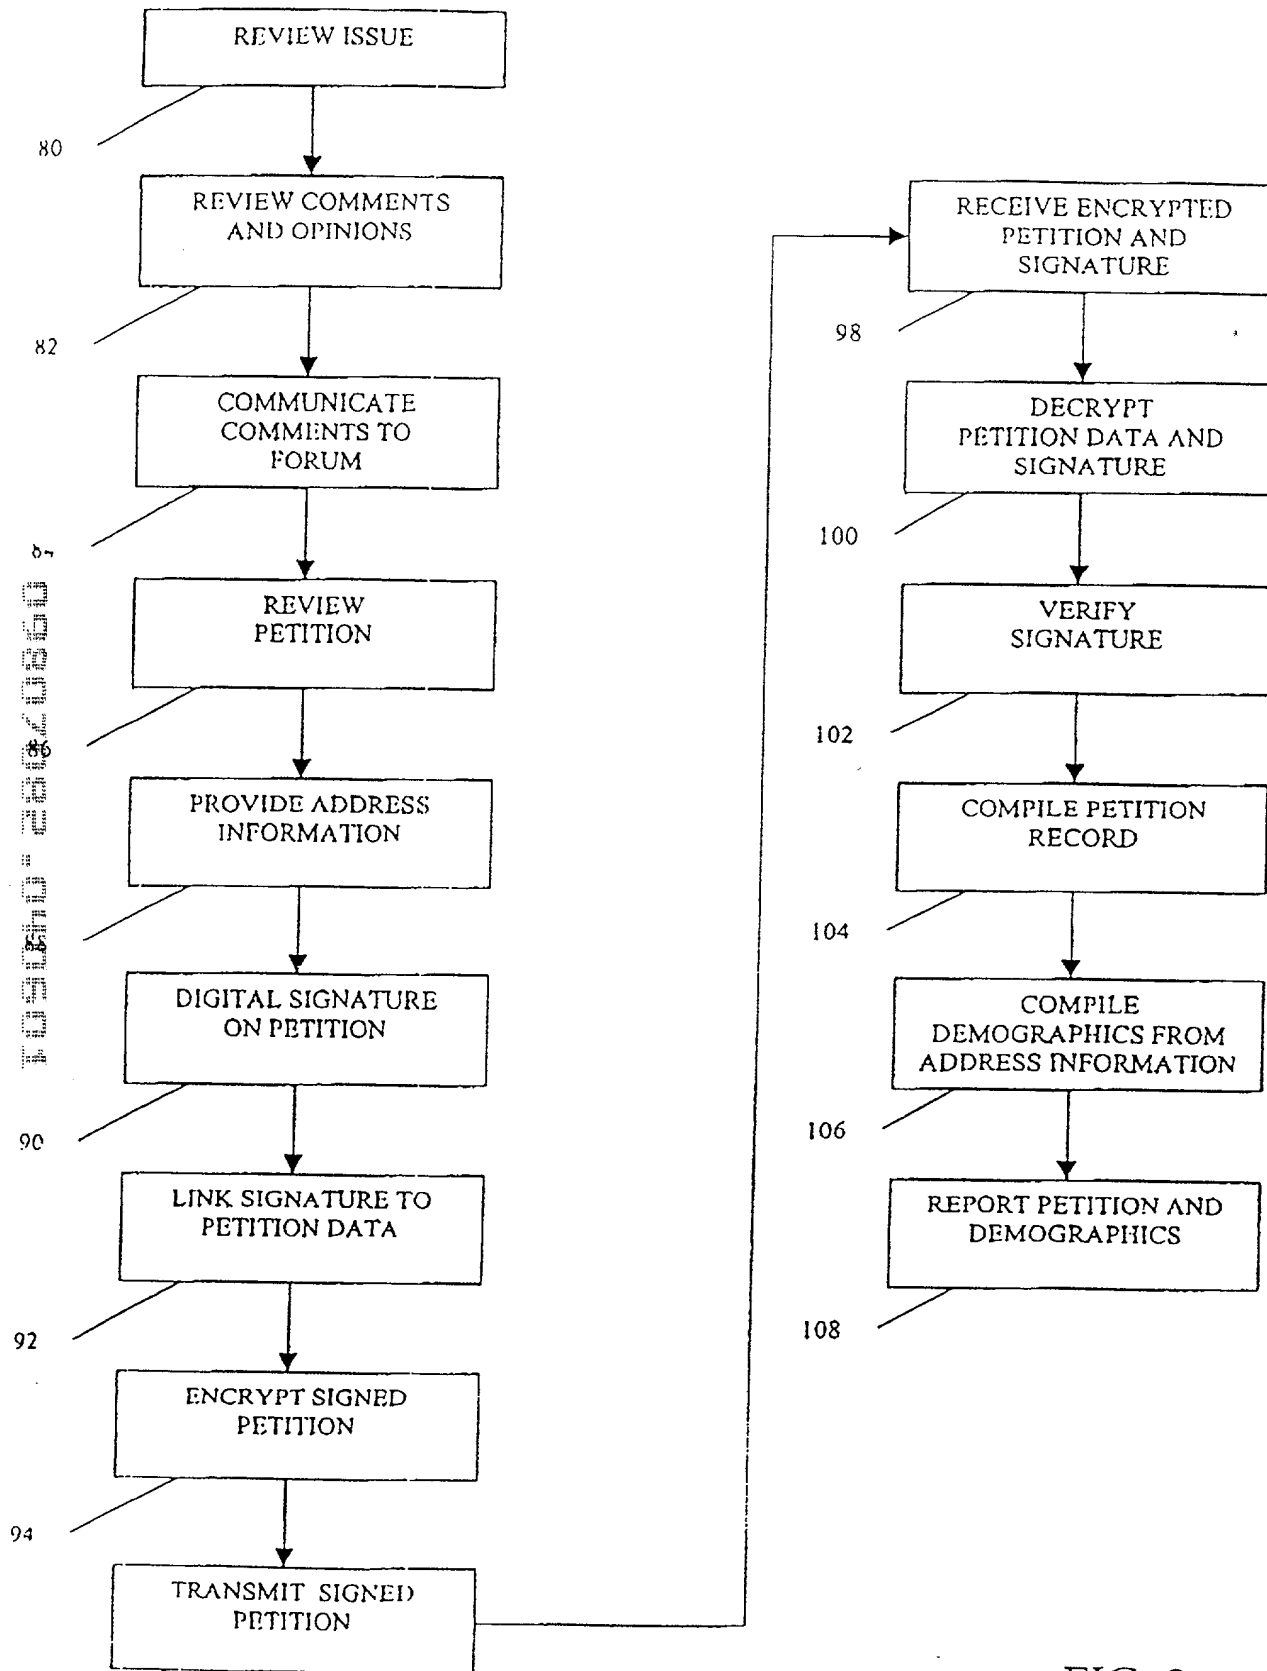 REVIEW ISSUE
80
REVIEW COMMENTS
AND OPINIONS
82
COMMUNICATE
COMMENTS TO
FORUM
REVIEW
PETITION
86
PROVIDE ADDRESS
INFORMATION
DIGITAL SIGNATURE
ON PETITION
90
LINK SIGNATURE TO
PETITION DATA
92
ENCRYPT SIGNED
PETITION
94
TRANSMIT SIGNED
PETITION
RECEIVE ENCRYPTED
PETITION AND
SIGNATURE
98
DECRYPT
PETITION DATA AND
SIGNATURE
100
VERIFY
SIGNATURE
102
COMPILE PETITION
RECORD
104
COMPILE
DEMOGRAPHICS FROM
ADDRESS INFORMATION
106
REPORT PETITION AND
DEMOGRAPHICS
108